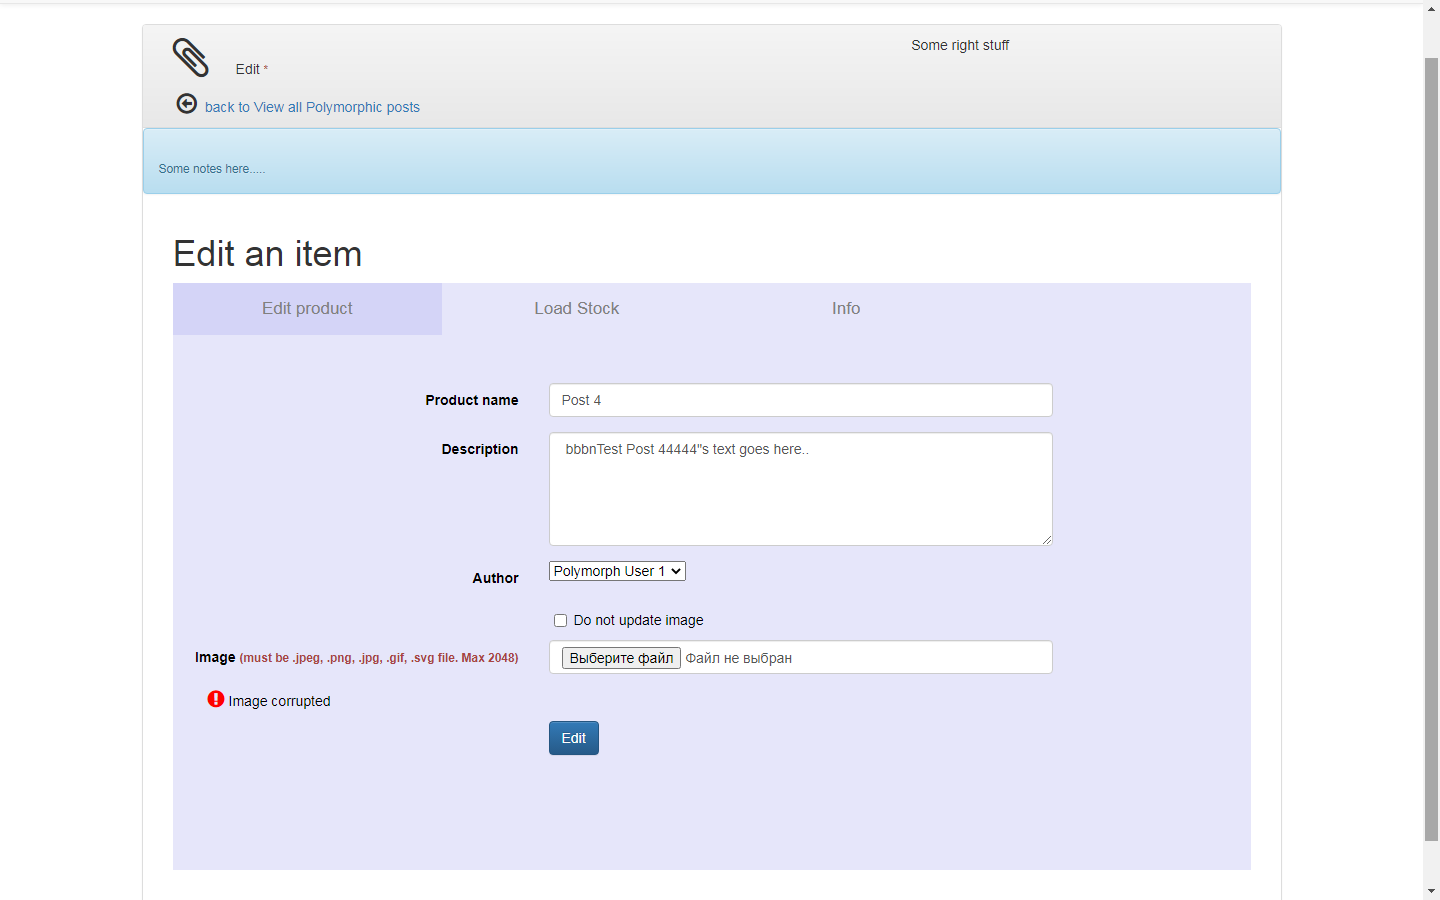 Some right stuff
Edit *
back to View all Polymorphic posts
Some notes here.....
Edit an item
Edit product
Load Stock
Info
Product name
Post 4
Description
bbbnTest Post 44444"s text goes here..
Author
Polymorph User 1
Do not update image
Image (must be .jpeg, .png, .jpg, .gif, .svg file. Max 2048)
Выберите файл Файл не выбран
Image corrupted
Edit